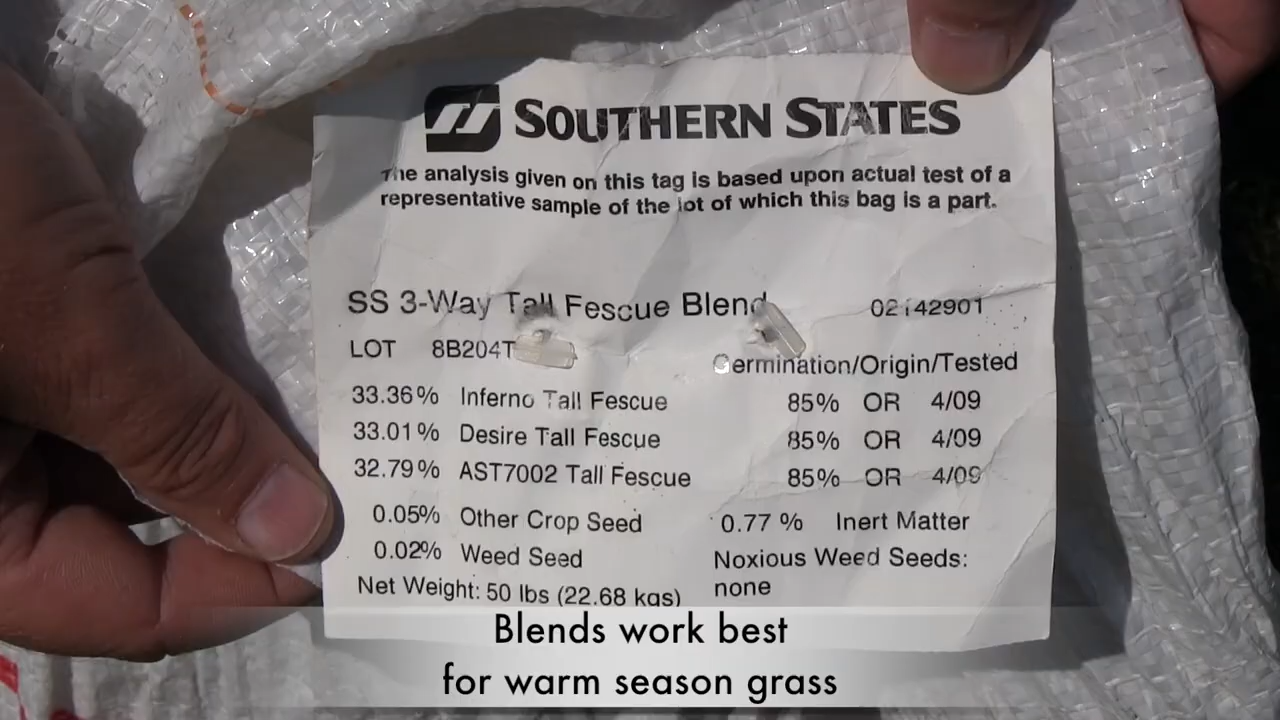 SOUTHERN STATES
The analysis given on this tag is based upon actual test of a
representative sample of the lot of which this bag is a part.
SS 3-Way Tall Fescue Blend 02142901
LOT 8B204T
Germination/Origin/Tested
33.36% Inferno Tall Fescue 85% OR 4/09
33.01% Desire Tall Fescue 85% OR 4/09
32.79% AST7002 Tall Fescue 85% OR 4/09
0.05% Other Crop Seed 0.77 % Inert Matter
0.02% Weed Seed Noxious Weed Seeds:
Net Weight: 50 lbs (22.68 kgs) none
Blends work best
for warm season grass